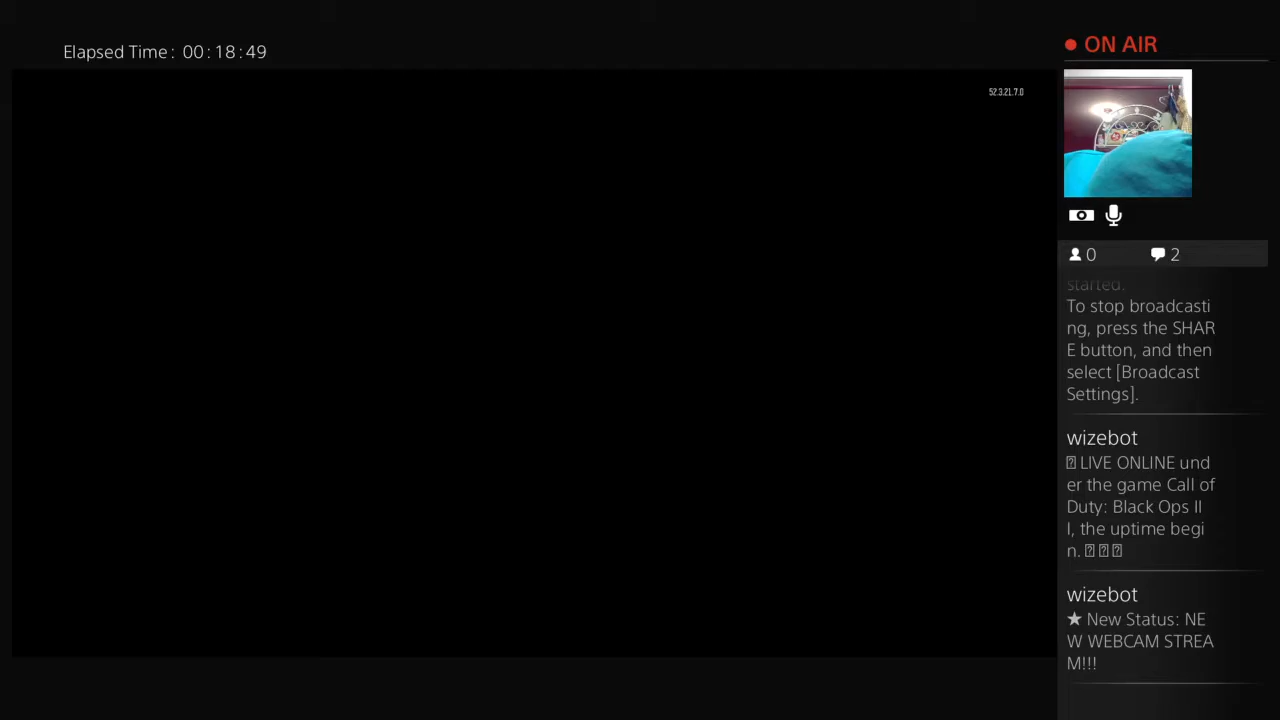 Elapsed Time: 00:18:49
ON AIR
52.3.21.7.0
0 2
started.
To stop broadcasti
ng, press the SHAR
E button, and then
select [Broadcast
Settings].
wizebot
LIVE ONLINE und
er the game Call of
Duty: Black Ops II
I, the uptime begi
n.
wizebot
★ New Status: NE
W WEBCAM STREA
M!!!